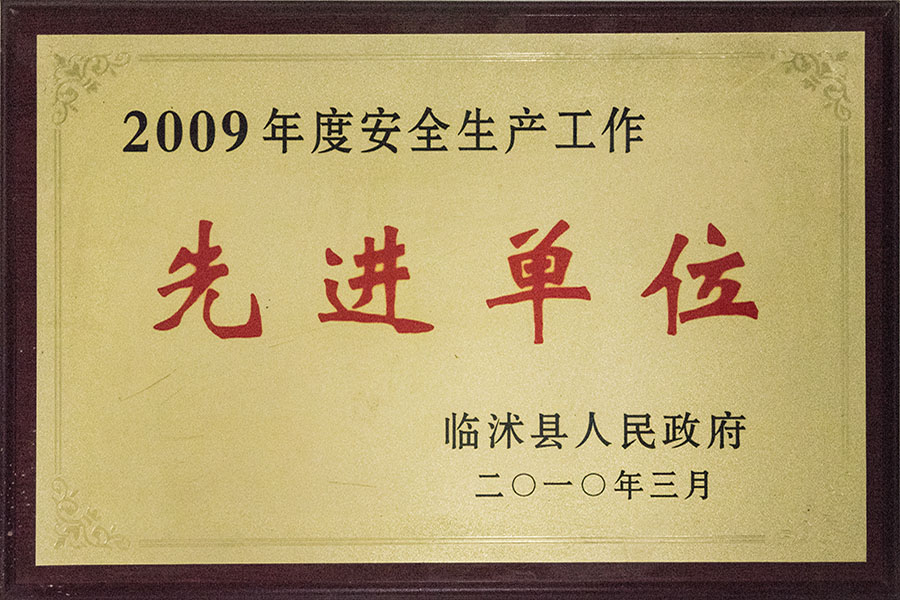 2009年度安全生产工作
先进单位
临沭县人民政府
二〇一〇年三月